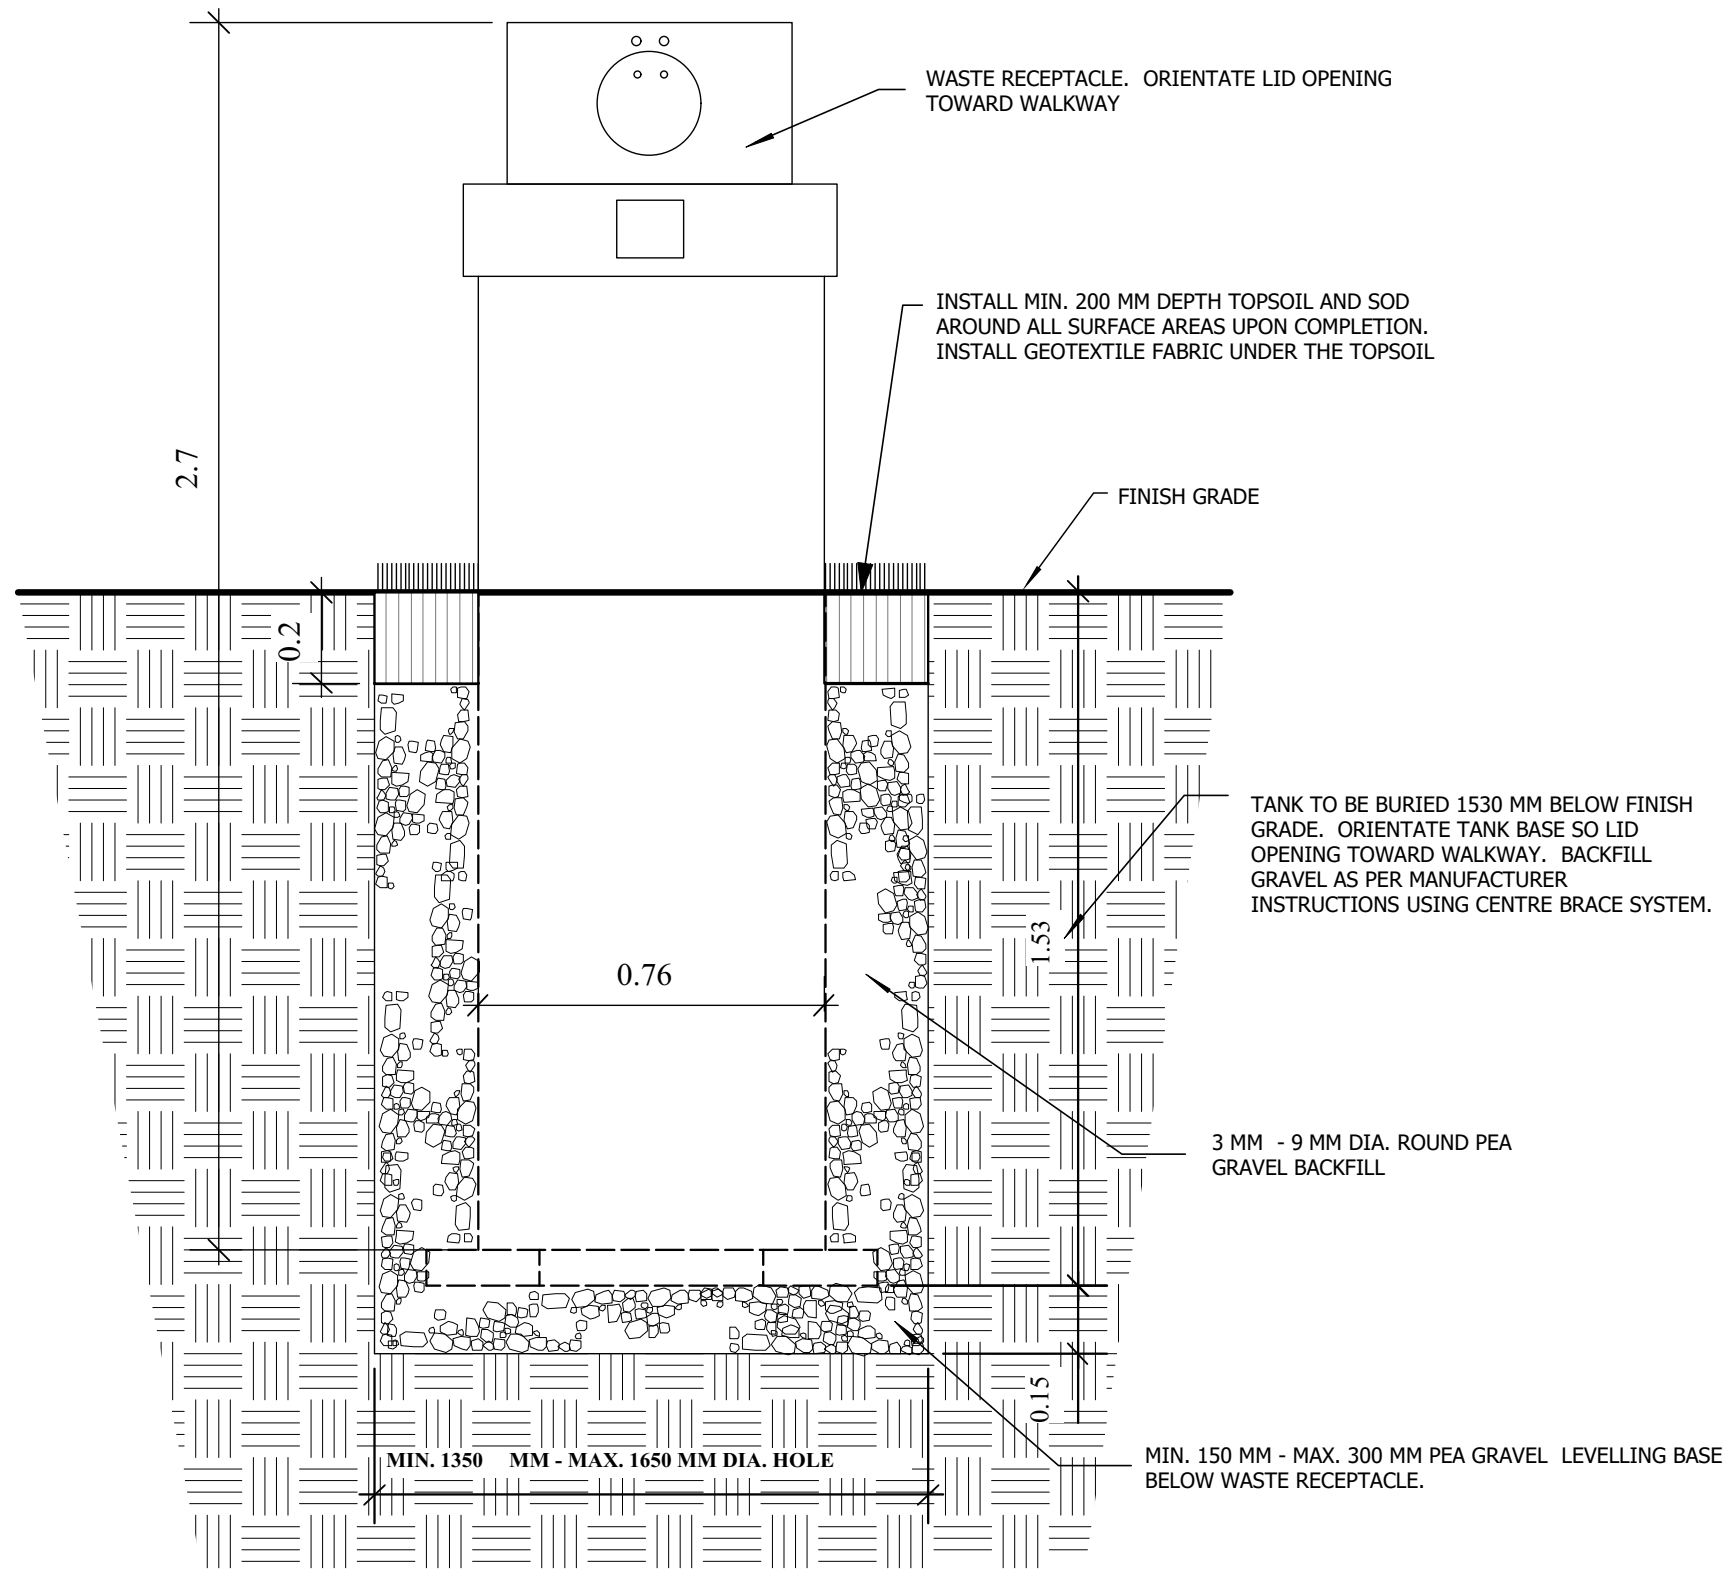 WASTE RECEPTACLE.  ORIENTATE LID OPENING
TOWARD WALKWAY
INSTALL MIN. 200 MM DEPTH TOPSOIL AND SOD
AROUND ALL SURFACE AREAS UPON COMPLETION.
INSTALL GEOTEXTILE FABRIC UNDER THE TOPSOIL
2.7
FINISH GRADE
0.2
TANK TO BE BURIED 1530 MM BELOW FINISH
GRADE.  ORIENTATE TANK BASE SO LID
OPENING TOWARD WALKWAY.  BACKFILL
GRAVEL AS PER MANUFACTURER
INSTRUCTIONS USING CENTRE BRACE SYSTEM.
1.53
0.76
3 MM  - 9 MM DIA. ROUND PEA
GRAVEL BACKFILL
0.15
MIN. 1350    MM - MAX. 1650 MM DIA. HOLE
MIN. 150 MM - MAX. 300 MM PEA GRAVEL  LEVELLING BASE
BELOW WASTE RECEPTACLE.